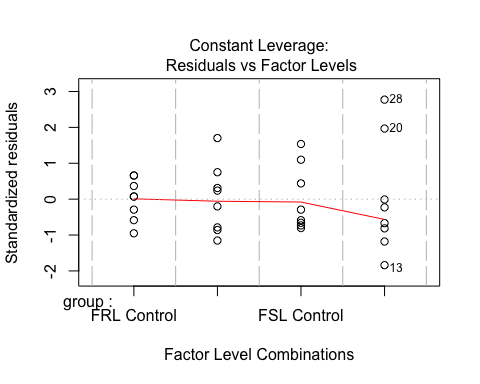 Constant Leverage:
Residuals vs Factor Levels
Standardized residuals
3
2
1
0
-1
-2
28
20
13
group :
FRL Control
FSL Control
Factor Level Combinations